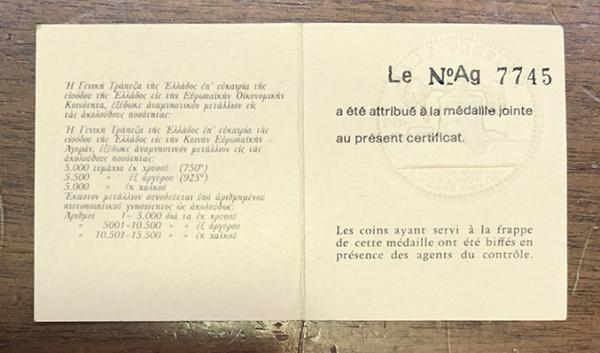 Ἡ Γενικὴ Τράπεζα τῆς Ἑλλάδος ἐπ' εὐκαιρίᾳ τῆς
εἰσόδου τῆς Ἑλλάδος εἰς τὴν Εὐρωπαϊκὴν Οἰκονομικὴν
Κοινότητα, ἐξέδωκε ἀναμνηστικὸν μετάλλιον εἰς
τὰς ἀκολούθους ποσότητας:
Ἡ Γενικὴ Τράπεζα τῆς Ἑλλάδος ἐπ' εὐκαιρίᾳ τῆς
εἰσόδου τῆς Ἑλλάδος εἰς τὴν Κοινὴν Εὐρωπαϊκὴν -
Ἀγοράν, ἐξέδωκεν ἀναμνηστικὸν μετάλλιον εἰς τὰς
ἀκολούθους ποσότητας:
5.000 τεμάχια ἐκ χρυσοῦ (750°)
5.500 » ἐξ ἀργύρου (925°)
5.000 » ἐκ χαλκοῦ
Ἕκαστον μετάλλιον συνοδεύεται ὑπὸ ἀριθμημένου
πιστοποιητικοῦ γνησιότητος ὡς ἀκολούθως:
Ἀριθμοὶ 1- 5.000 διὰ τὰ ἐκ χρυσοῦ
» 5001-10.500 » » ἐξ ἀργύρου
» 10.501-15.500 » » ἐκ χαλκοῦ
Le NºAg 7745
a été attribué à la médaille jointe
au présent certificat.
Les coins ayant servi à la frappe
de cette médaille ont été biffés en
présence des agents du contrôle.